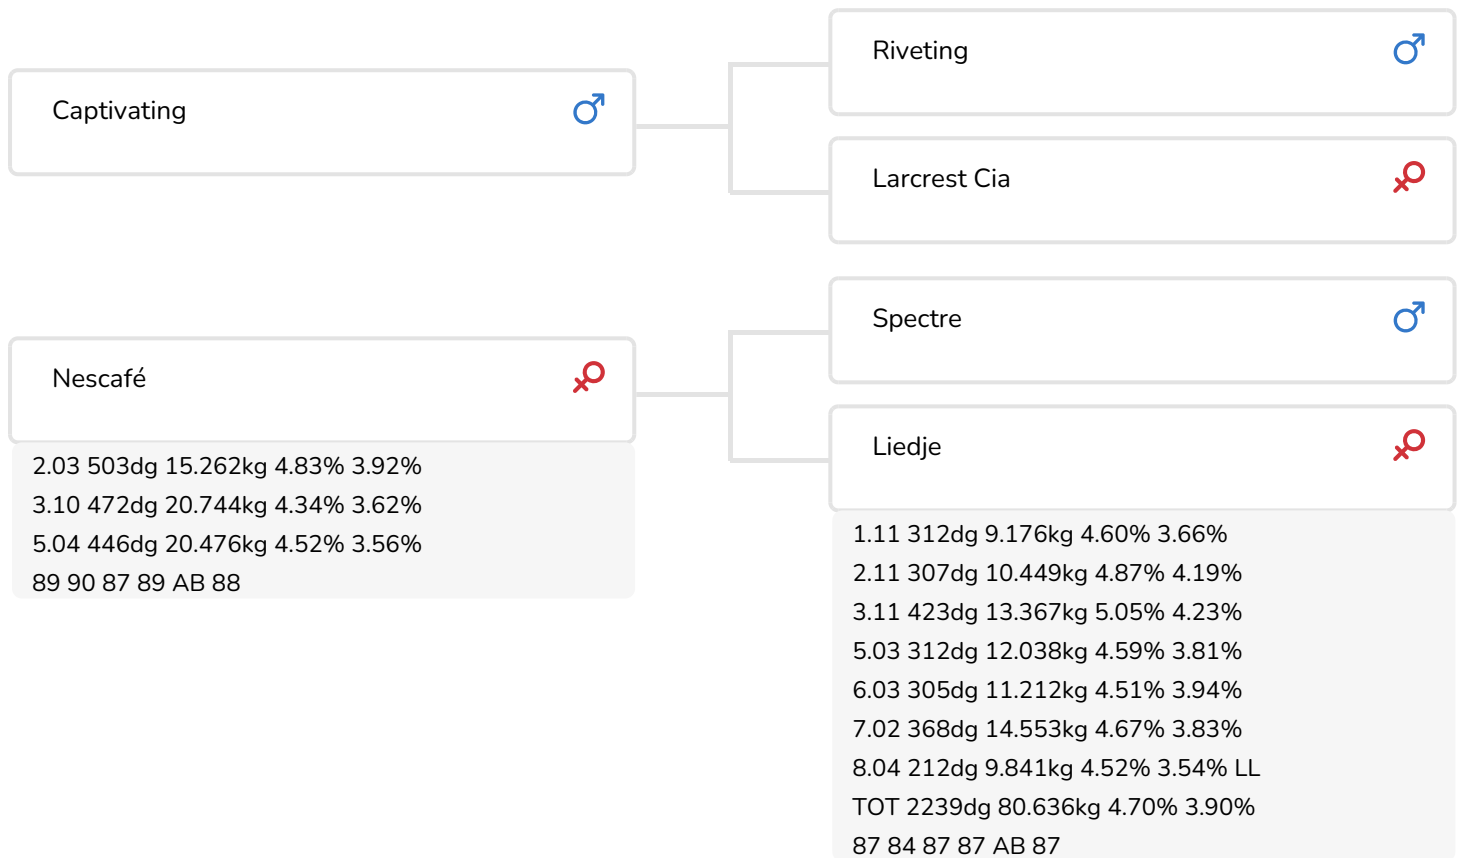 Captivating
Riveting
Larcrest Cia
Nescafé
2.03 503dg 15.262kg 4.83% 3.92%
3.10 472dg 20.744kg 4.34% 3.62%
5.04 446dg 20.476kg 4.52% 3.56%
89 90 87 89 AB 88
Spectre
Liedje
1.11 312dg 9.176kg 4.60% 3.66%
2.11 307dg 10.449kg 4.87% 4.19%
3.11 423dg 13.367kg 5.05% 4.23%
5.03 312dg 12.038kg 4.59% 3.81%
6.03 305dg 11.212kg 4.51% 3.94%
7.02 368dg 14.553kg 4.67% 3.83%
8.04 212dg 9.841kg 4.52% 3.54% LL
TOT 2239dg 80.636kg 4.70% 3.90%
87 84 87 87 AB 87